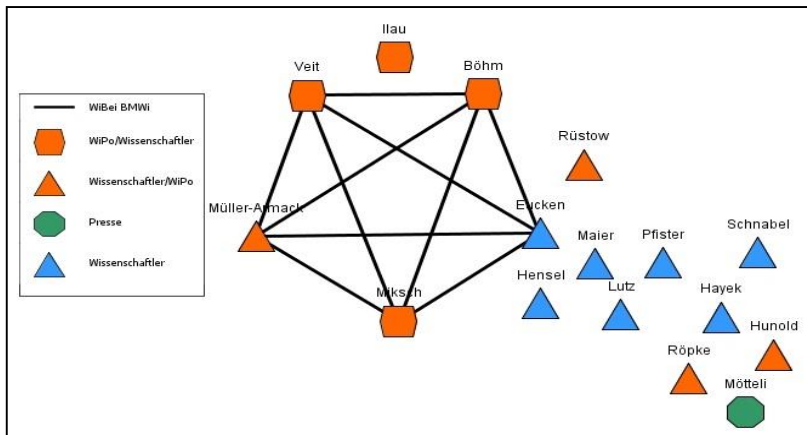 Ilau
Veit
Böhm
WiBei BMWi
WiPo/Wissenschaftler
Wissenschaftler/WiPo
Presse
Wissenschaftler
Rüstow
Müller-Armack
Eucken
Maier
Pfister
Schnabel
Hensel
Lutz
Hayek
Miksch
Hunold
Röpke
Mötteli